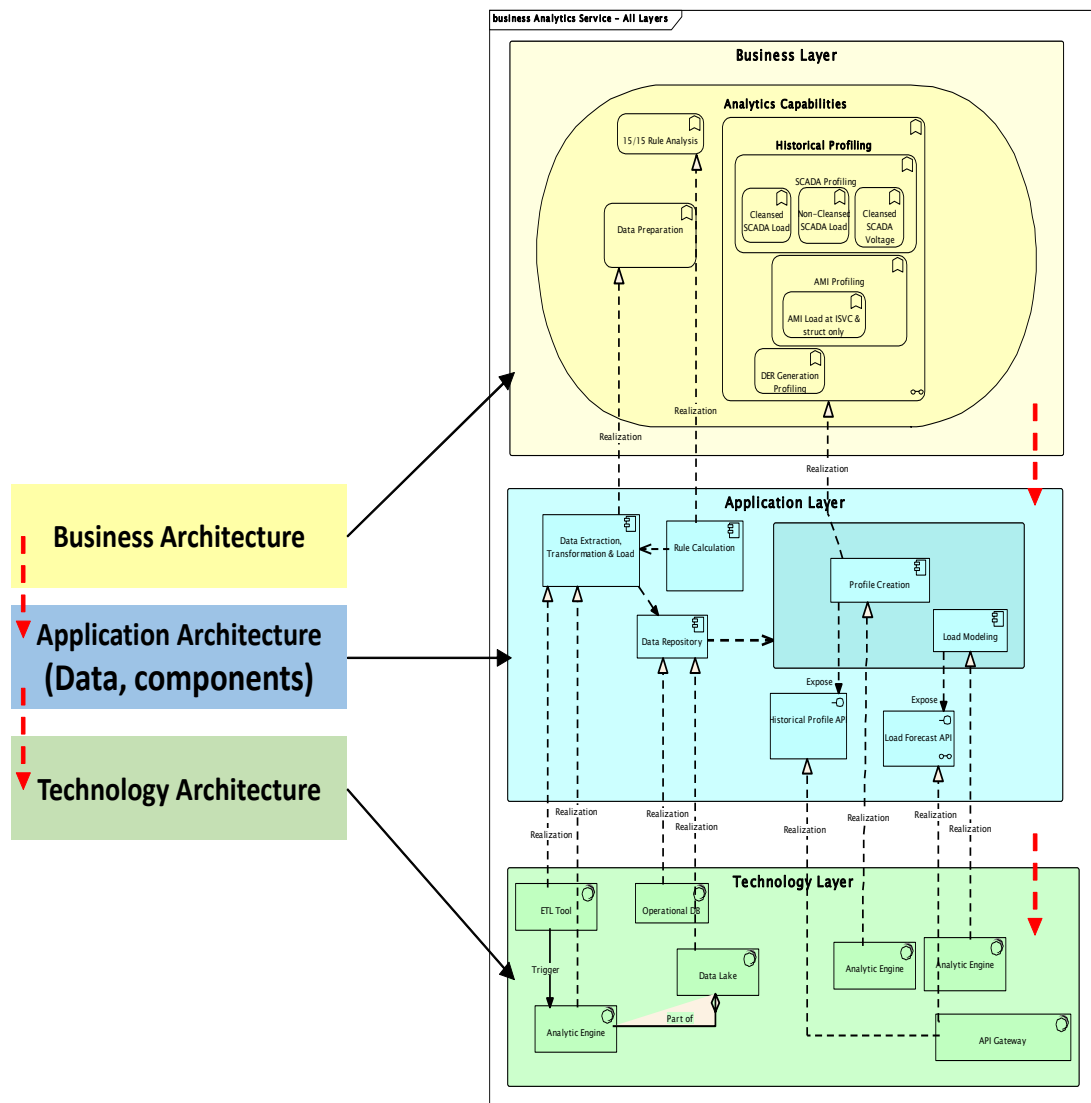 business Analytics Service – All Layers
Business Layer
Analytics Capabilities
15/15 Rule Analysis
Historical Profiling
SCADA Profiling
Cleansed
SCADA Load
Non-Cleansed
SCADA Load
Cleansed
SCADA
Voltage
Data Preparation
AMI Profiling
AMI Load at ISVC &
struct only
DER Generation
Profiling
Realization
Realization
Realization
Business Architecture
Application Architecture
(Data, components)
Technology Architecture
Application Layer
Data Extraction,
Transformation & Load
Rule Calculation
Profile Creation
Data Repository
Load Modeling
Expose
Expose
Historical Profile AP
Load Forecast API
Realization
Realization
Realization
Realization
Realization
Realization
Realization
Realization
Technology Layer
ETL Tool
Operational DB
Trigger
Data Lake
Analytic Engine
Analytic Engine
Part of
Analytic Engine
API Gateway